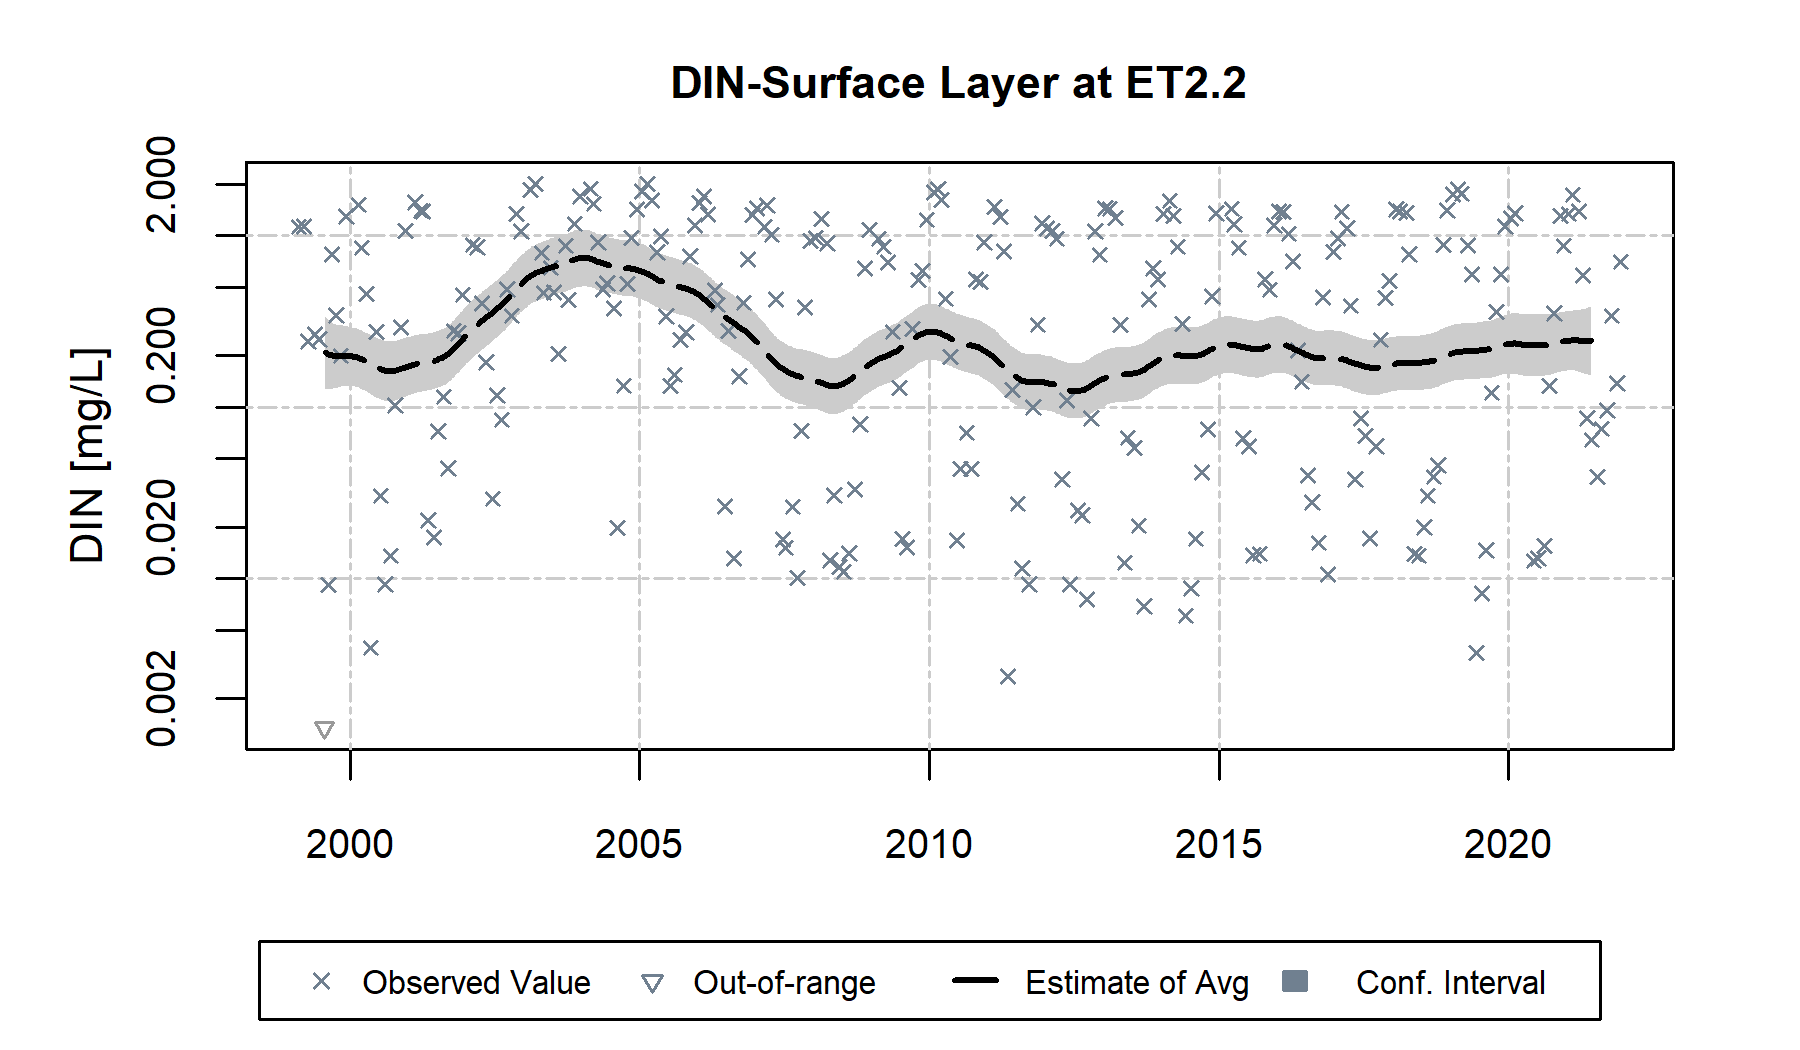 DIN-Surface Layer at ET2.2
DIN [mg/L]
2.000
0.200
0.020
0.002
2000 2005 2010 2015 2020
Observed Value Out-of-range Estimate of Avg Conf. Interval